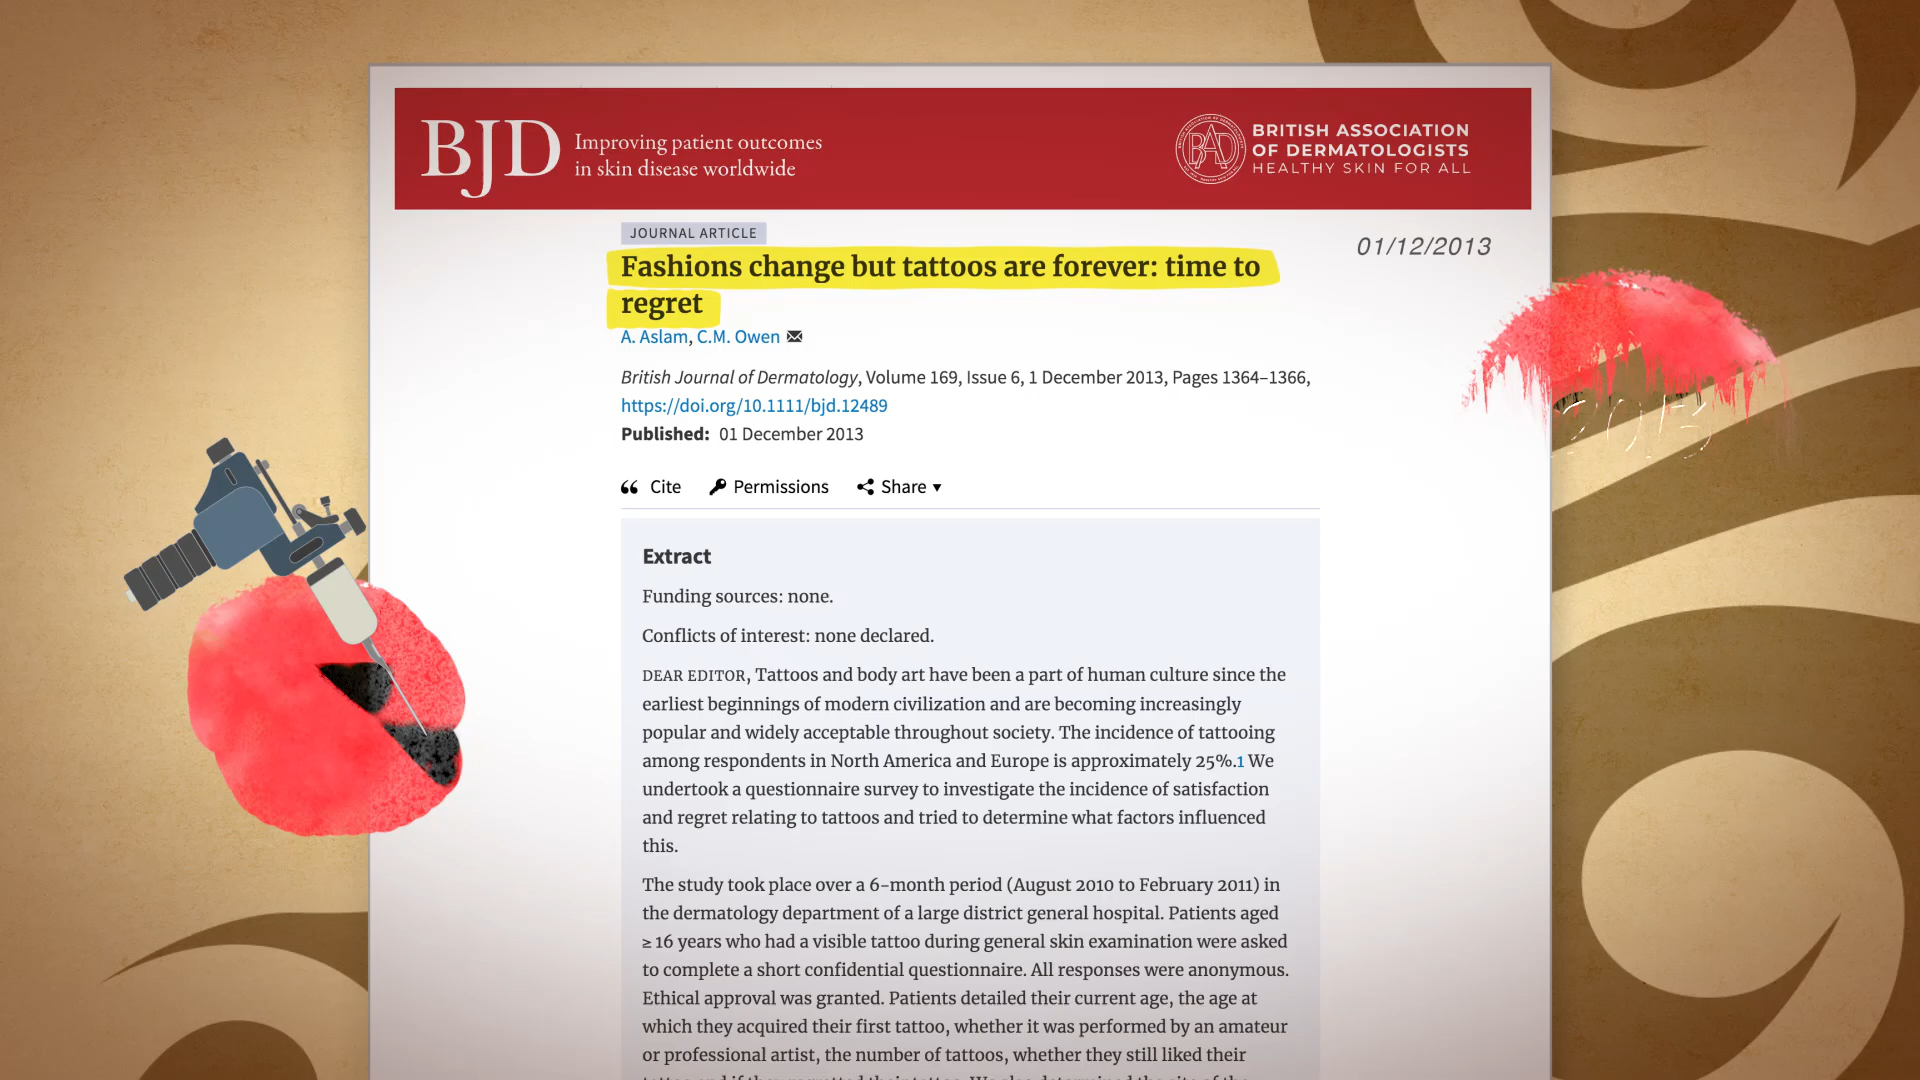 BJD
Improving patient outcomes
in skin disease worldwide
BAD
BRITISH ASSOCIATION
OF DERMATOLOGISTS
HEALTHY SKIN FOR ALL
JOURNAL ARTICLE
01/12/2013
Fashions change but tattoos are forever: time to
regret
A. Aslam, C.M. Owen
British Journal of Dermatology, Volume 169, Issue 6, 1 December 2013, Pages 1364–1366,
https://doi.org/10.1111/bjd.12489
Published: 01 December 2013
Cite Permissions Share
Extract
Funding sources: none.
Conflicts of interest: none declared.
DEAR EDITOR, Tattoos and body art have been a part of human culture since the
earliest beginnings of modern civilization and are becoming increasingly
popular and widely acceptable throughout society. The incidence of tattooing
among respondents in North America and Europe is approximately 25%.1 We
undertook a questionnaire survey to investigate the incidence of satisfaction
and regret relating to tattoos and tried to determine what factors influenced
this.
The study took place over a 6-month period (August 2010 to February 2011) in
the dermatology department of a large district general hospital. Patients aged
≥ 16 years who had a visible tattoo during general skin examination were asked
to complete a short confidential questionnaire. All responses were anonymous.
Ethical approval was granted. Patients detailed their current age, the age at
which they acquired their first tattoo, whether it was performed by an amateur
or professional artist, the number of tattoos, whether they still liked their